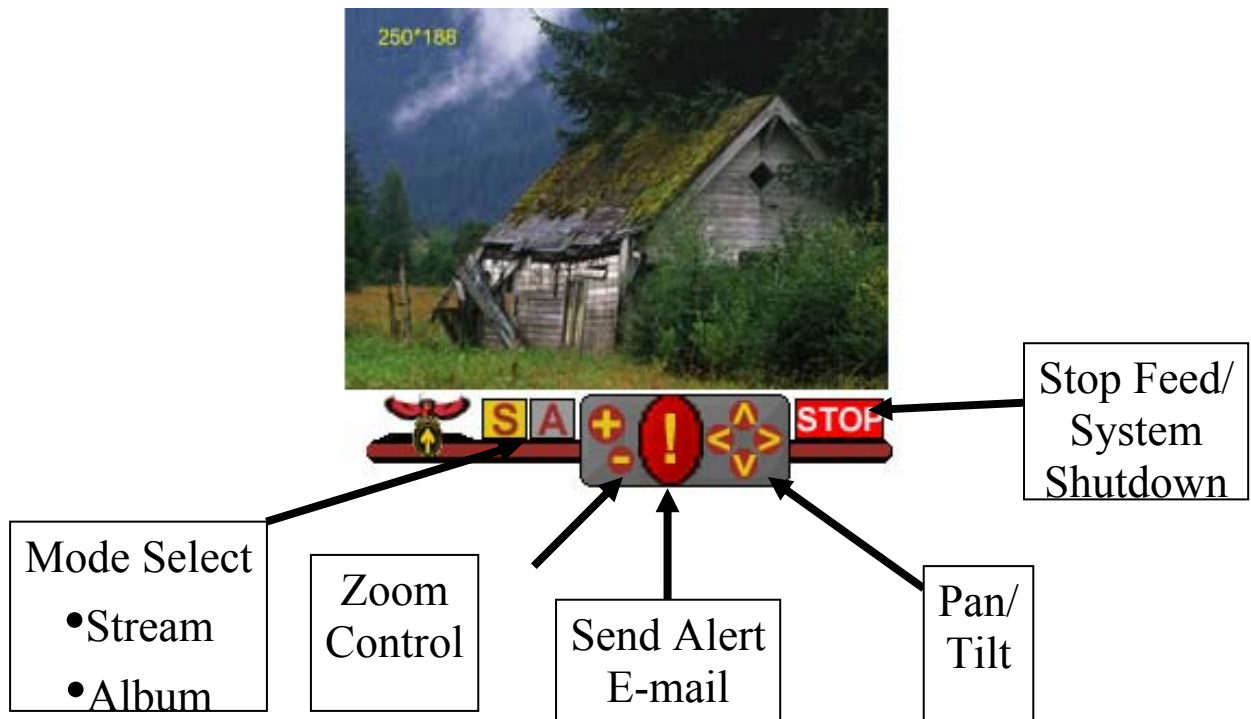 250*188
S A
+
-
!
^
< >
v
STOP
Stop Feed/
System
Shutdown
Mode Select
•Stream
•Album
Zoom
Control
Send Alert
E-mail
Pan/
Tilt